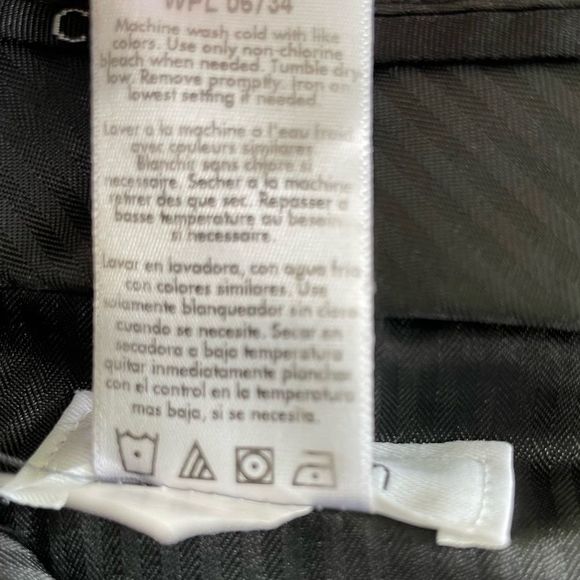 WPL 06734
Machine wash cold with like
colors. Use only non-chlorine
bleach when needed. Tumble dry
low. Remove promptly. Iron on
lowest setting if needed
Laver a la machine a l'eau froid
avec couleurs similaires
Blanchir sans chlore si
necessaire. Secher a la machine
retirer des que sec. Repasser a
basse temperature au besoin
si necessaire.
Lavar en lavadora, con agua fria
con colores similares. Use
solamente blanqueador sin cloro
cuando se necesite. Secar en
secadora a baja temperatura
quitar inmediatamente planchar
con el control en la temperatura
mas baja, si se necesita.